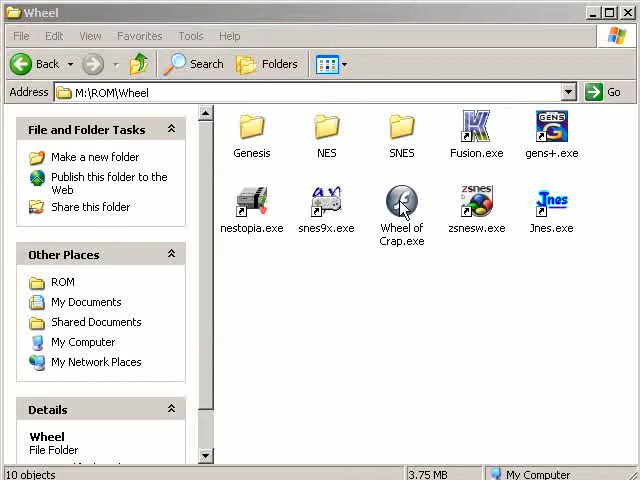 Wheel
File Edit View Favorites Tools Help
Back Search Folders
Address M:\ROM\Wheel Go
File and Folder Tasks
Make a new folder
Publish this folder to the
Web
Share this folder
Other Places
ROM
My Documents
Shared Documents
My Computer
My Network Places
Details
Wheel
File Folder
Genesis NES SNES Fusion.exe gens+.exe
GENS
zsnes
Jnes
nestopia.exe snes9x.exe Wheel of zsnesw.exe Jnes.exe
Crap.exe
10 objects 3.75 MB My Computer